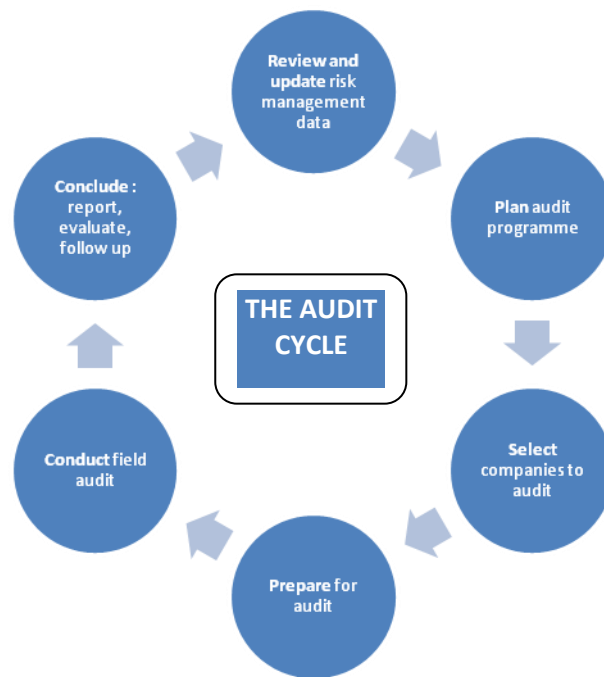 Review and
update risk
management
data
Plan audit
programme
Select
companies to
audit
Prepare for
audit
Conduct field
audit
Conclude :
report,
evaluate,
follow up
THE AUDIT
CYCLE